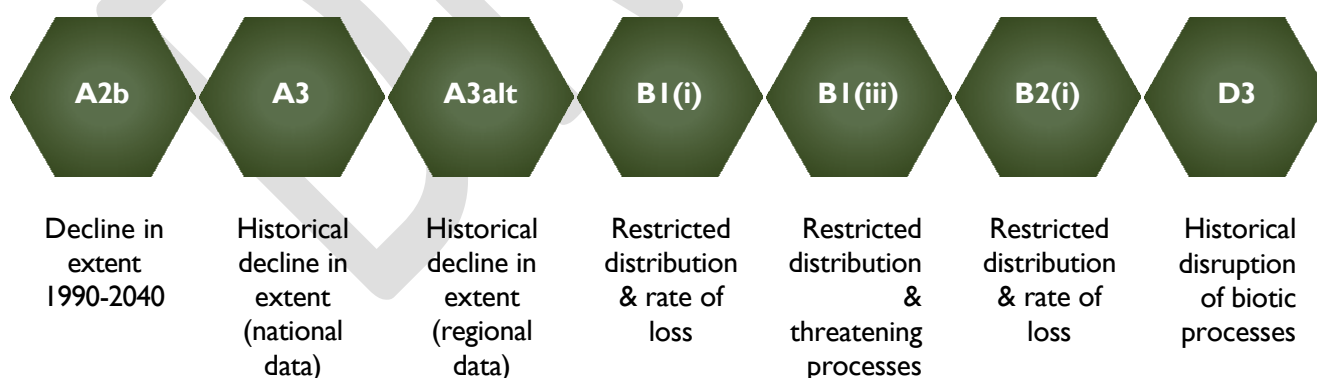 A2b
A3
A3alt
B1(i)
B1(iii)
B2(i)
D3
Decline in
extent
1990-2040
Historical
decline in
extent
(national
data)
Historical
decline in
extent
(regional
data)
Restricted
distribution
& rate of
loss
Restricted
distribution
&
threatening
processes
Restricted
distribution
& rate of
loss
Historical
disruption
of biotic
processes